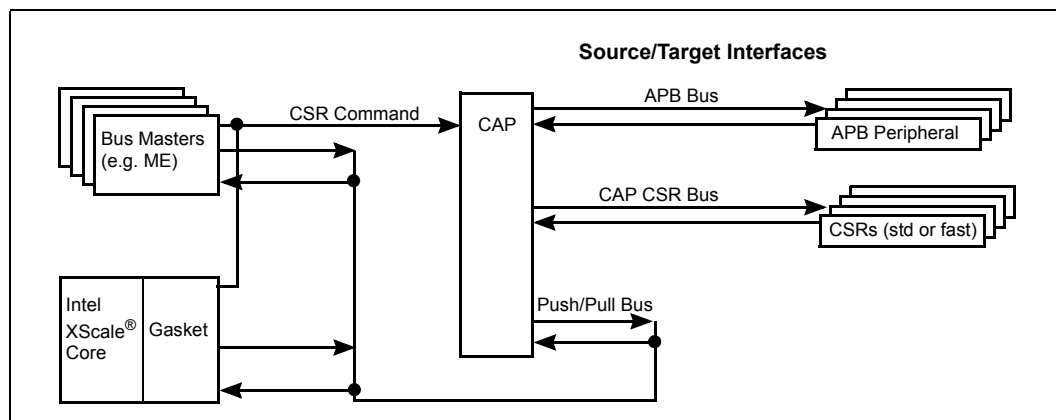 Source/Target Interfaces
Bus Masters
(e.g. ME)
CSR Command
CAP
APB Bus
APB Peripheral
CAP CSR Bus
CSRs (std or fast)
Push/Pull Bus
Intel
XScale®
Core
Gasket